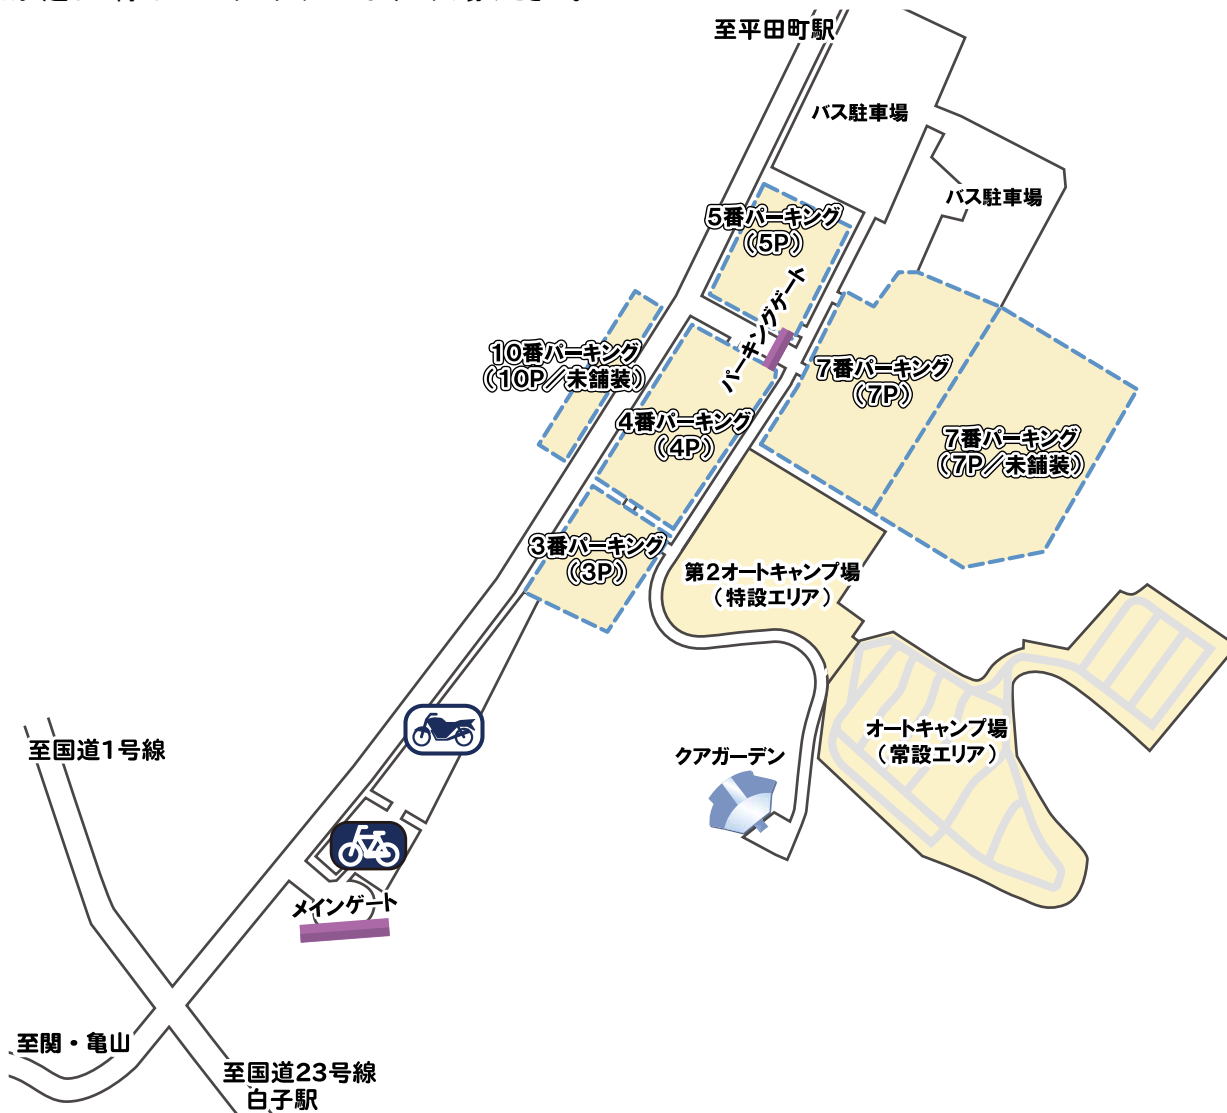 至平田町駅
バス駐車場
バス駐車場
5番パーキング
（5P）
パーキングゲート
10番パーキング
（10P／未舗装）
7番パーキング
（7P）
4番パーキング
（4P）
7番パーキング
（7P／未舗装）
3番パーキング
（3P）
第2オートキャンプ場
（特設エリア）
オートキャンプ場
（常設エリア）
至国道1号線
クアガーデン
メインゲート
至関・亀山
至国道23号線
白子駅